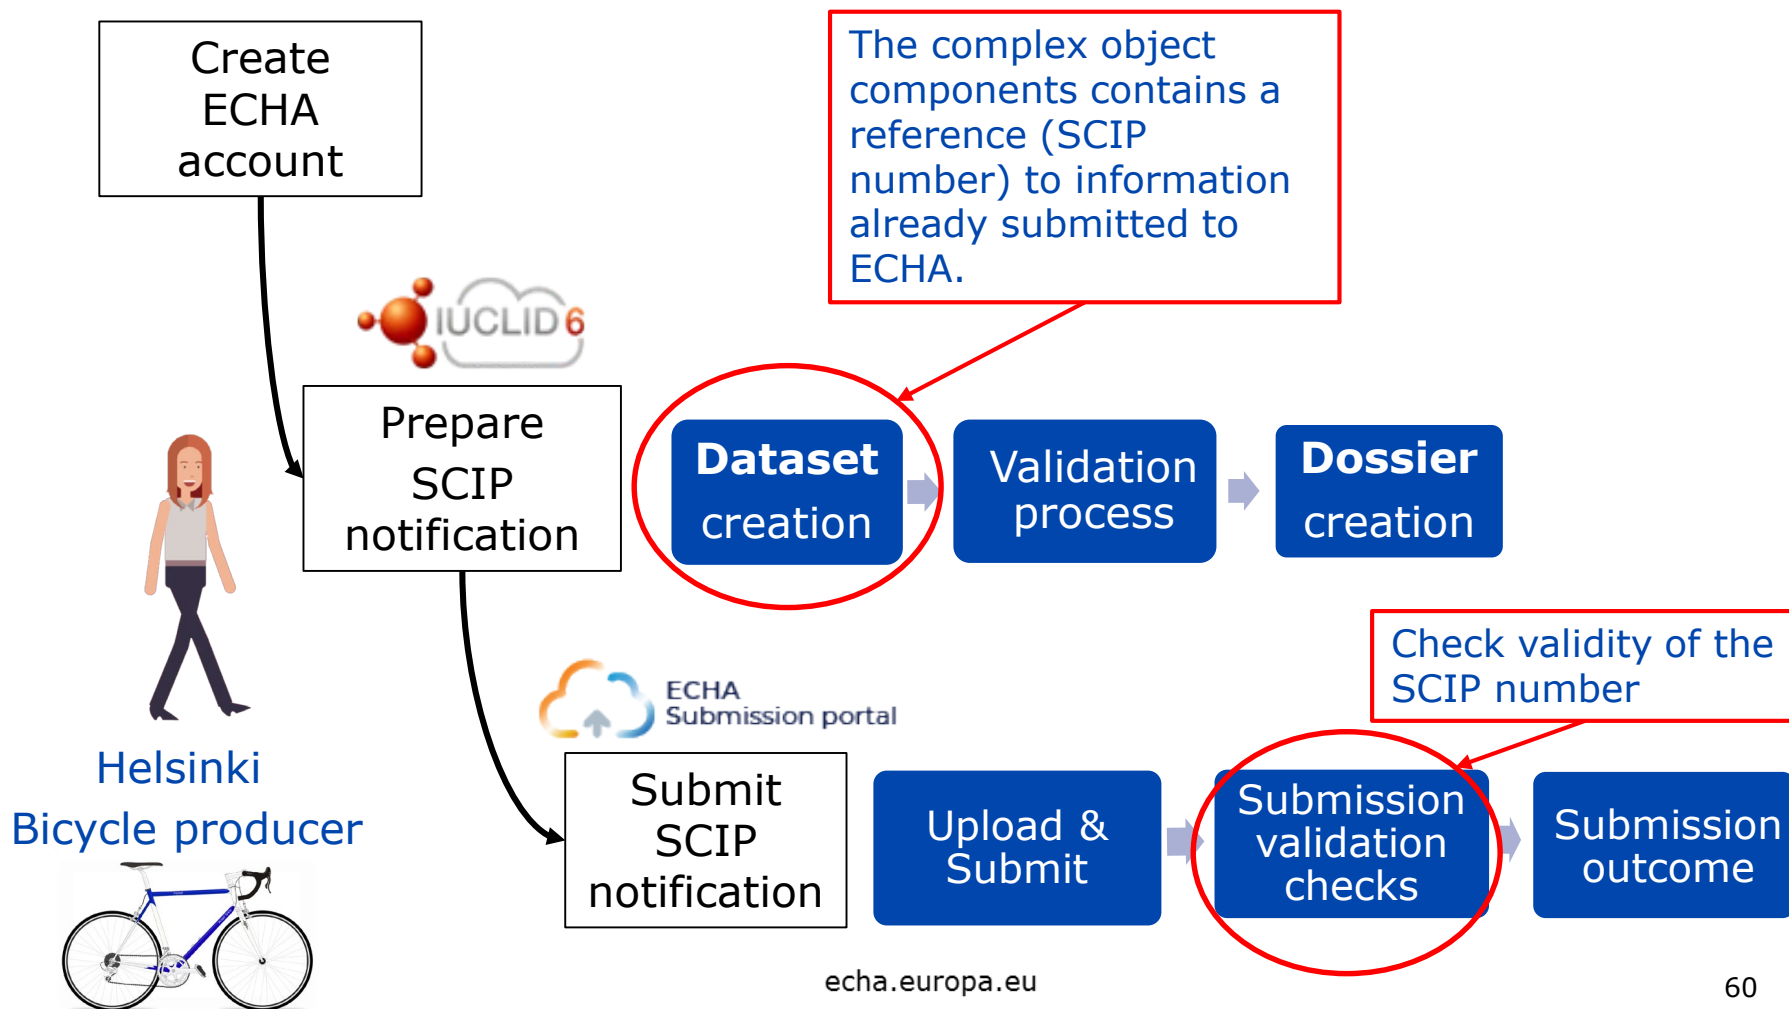 Create
ECHA
account
The complex object
components contains a
reference (SCIP
number) to information
already submitted to
ECHA.
IUCLID 6
Prepare
SCIP
notification
Dataset
creation
Validation
process
Dossier
creation
Check validity of the
SCIP number
ECHA
Submission portal
Helsinki
Bicycle producer
Submit
SCIP
notification
Upload &
Submit
Submission
validation
checks
Submission
outcome
echa.europa.eu
60